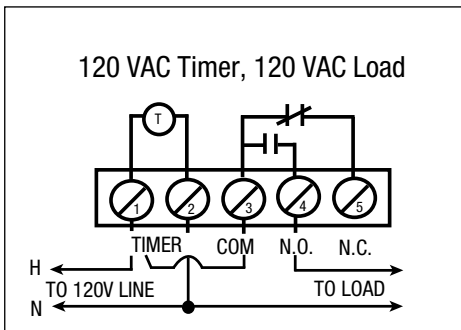 120 VAC Timer, 120 VAC Load
T
1 2 3 4 5
TIMER COM N.O. N.C.
H
TO 120V LINE TO LOAD
N